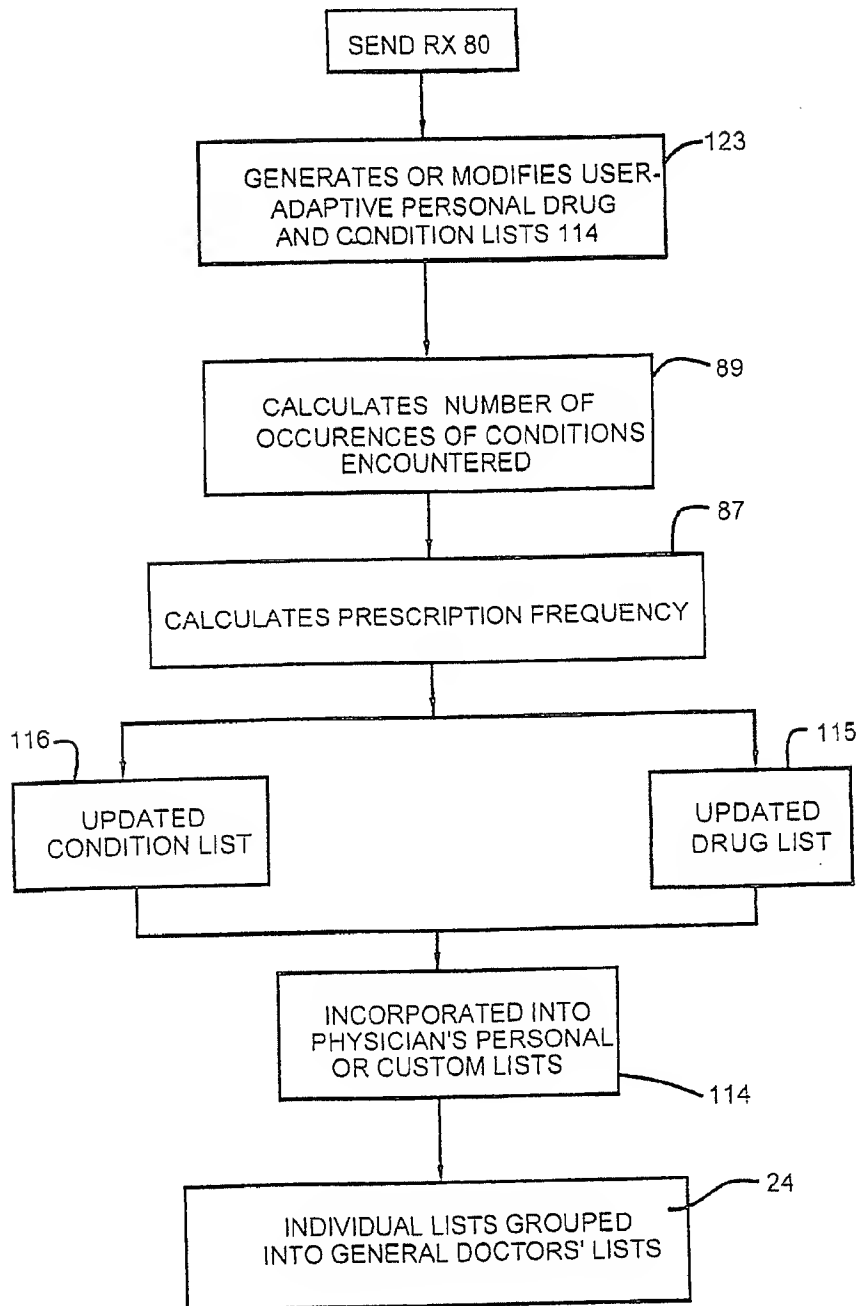 SEND RX 80
123
GENERATES OR MODIFIES USER-
ADAPTIVE PERSONAL DRUG
AND CONDITION LISTS 114
89
CALCULATES NUMBER OF
OCCURENCES OF CONDITIONS
ENCOUNTERED
87
CALCULATES PRESCRIPTION FREQUENCY
116
UPDATED
CONDITION LIST
115
UPDATED
DRUG LIST
INCORPORATED INTO
PHYSICIAN'S PERSONAL
OR CUSTOM LISTS
114
24
INDIVIDUAL LISTS GROUPED
INTO GENERAL DOCTORS' LISTS